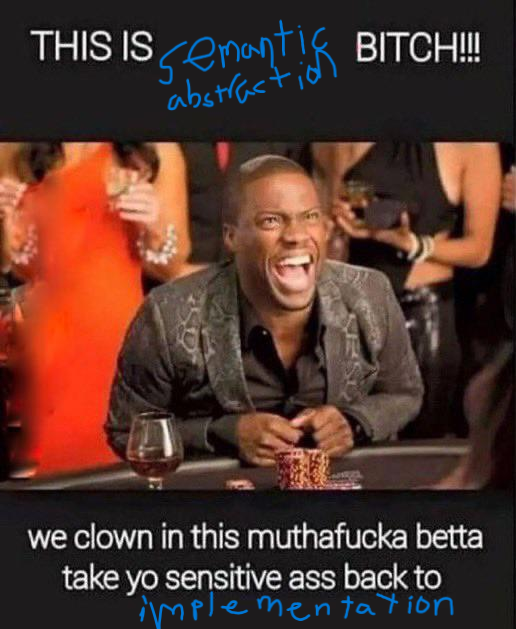 THIS IS semantic BITCH!!!
abstraction
we clown in this muthafucka betta
take yo sensitive ass back to
implementation